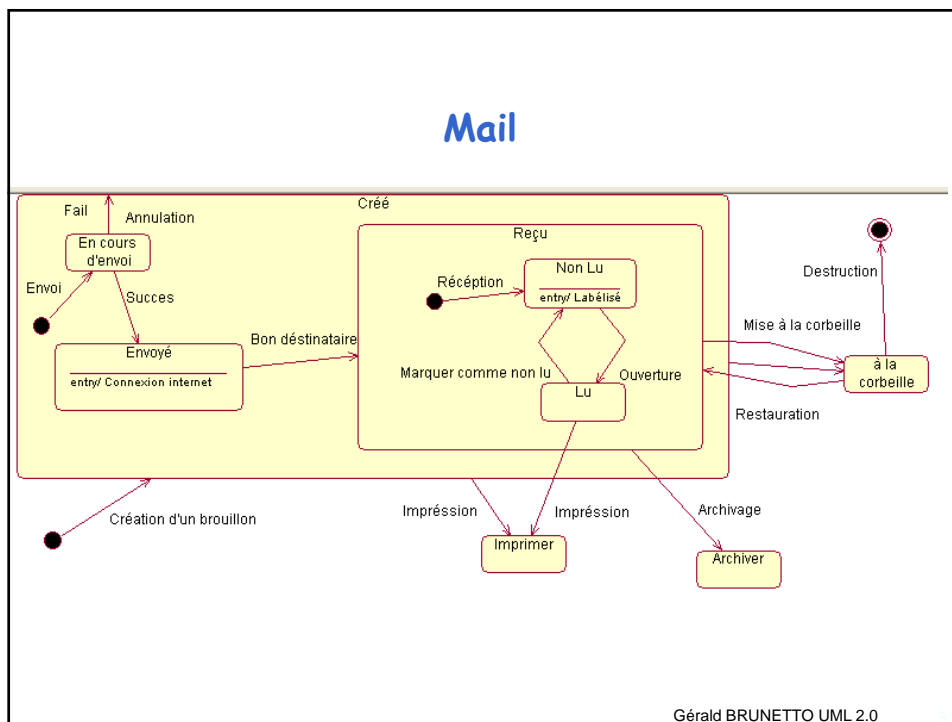 Mail
Créé
Fail
Annulation
En cours
d'envoi
Envoi
Succes
Envoyé
entry/ Connexion internet
Bon déstinataire
Reçu
Récéption
Non Lu
entry/ Labélisé
Marquer comme non lu
Ouverture
Lu
Destruction
Mise à la corbeille
à la
corbeille
Restauration
Création d'un brouillon
Impréssion
Impréssion
Archivage
Imprimer
Archiver
Gérald BRUNETTO UML 2.0